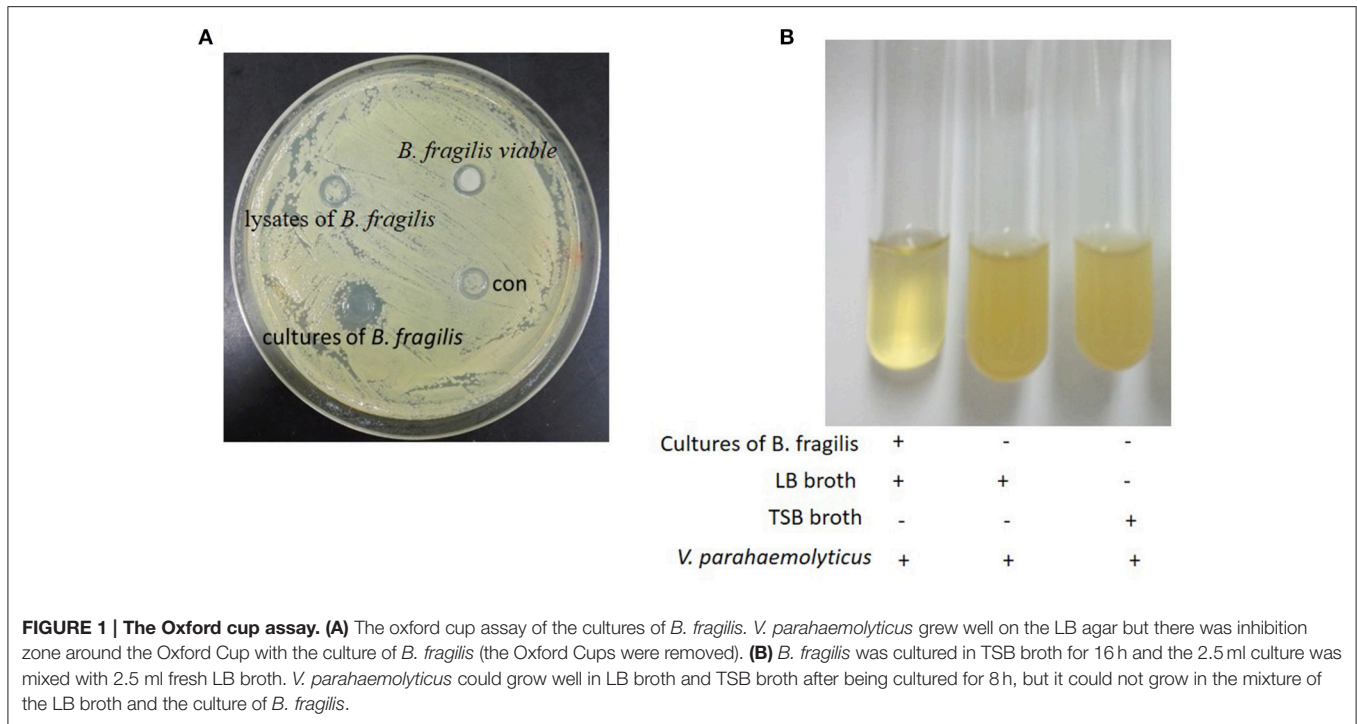 A
B
B. fragilis viable
lysates of B. fragilis
con
cultures of B. fragilis
Cultures of B. fragilis + - -
LB broth + + -
TSB broth - - +
V. parahaemolyticus + + +
FIGURE 1 | The Oxford cup assay. (A) The oxford cup assay of the cultures of B. fragilis. V. parahaemolyticus grew well on the LB agar but there was inhibition
zone around the Oxford Cup with the culture of B. fragilis (the Oxford Cups were removed). (B) B. fragilis was cultured in TSB broth for 16 h and the 2.5 ml culture was
mixed with 2.5 ml fresh LB broth. V. parahaemolyticus could grow well in LB broth and TSB broth after being cultured for 8 h, but it could not grow in the mixture of
the LB broth and the culture of B. fragilis.